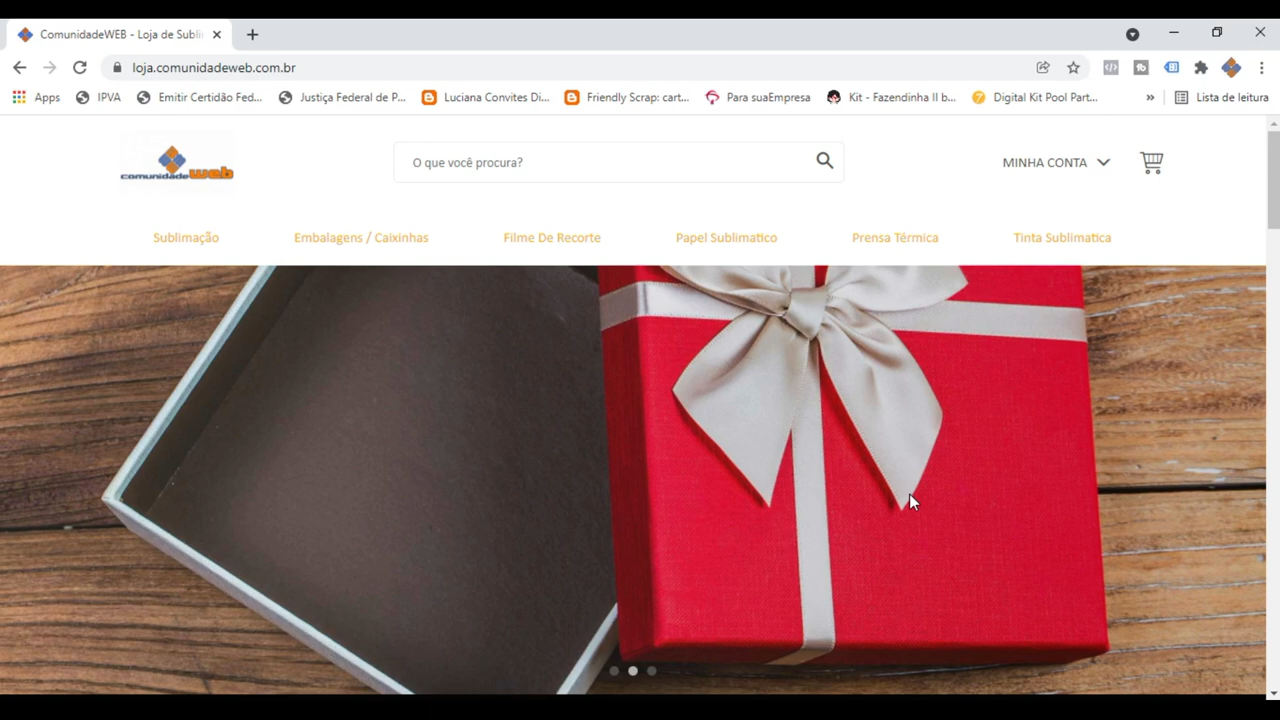 ComunidadeWEB - Loja de Subli
loja.comunidadeweb.com.br
Apps
IPVA
Emitir Certidão Fed...
Justiça Federal de P...
Luciana Convites Di...
Friendly Scrap: cart...
Para suaEmpresa
Kit - Fazendinha II b...
Digital Kit Pool Part...
»
Lista de leitura
comunidadeweb
O que você procura?
MINHA CONTA
Sublimação
Embalagens / Caixinhas
Filme De Recorte
Papel Sublimatico
Prensa Térmica
Tinta Sublimatica